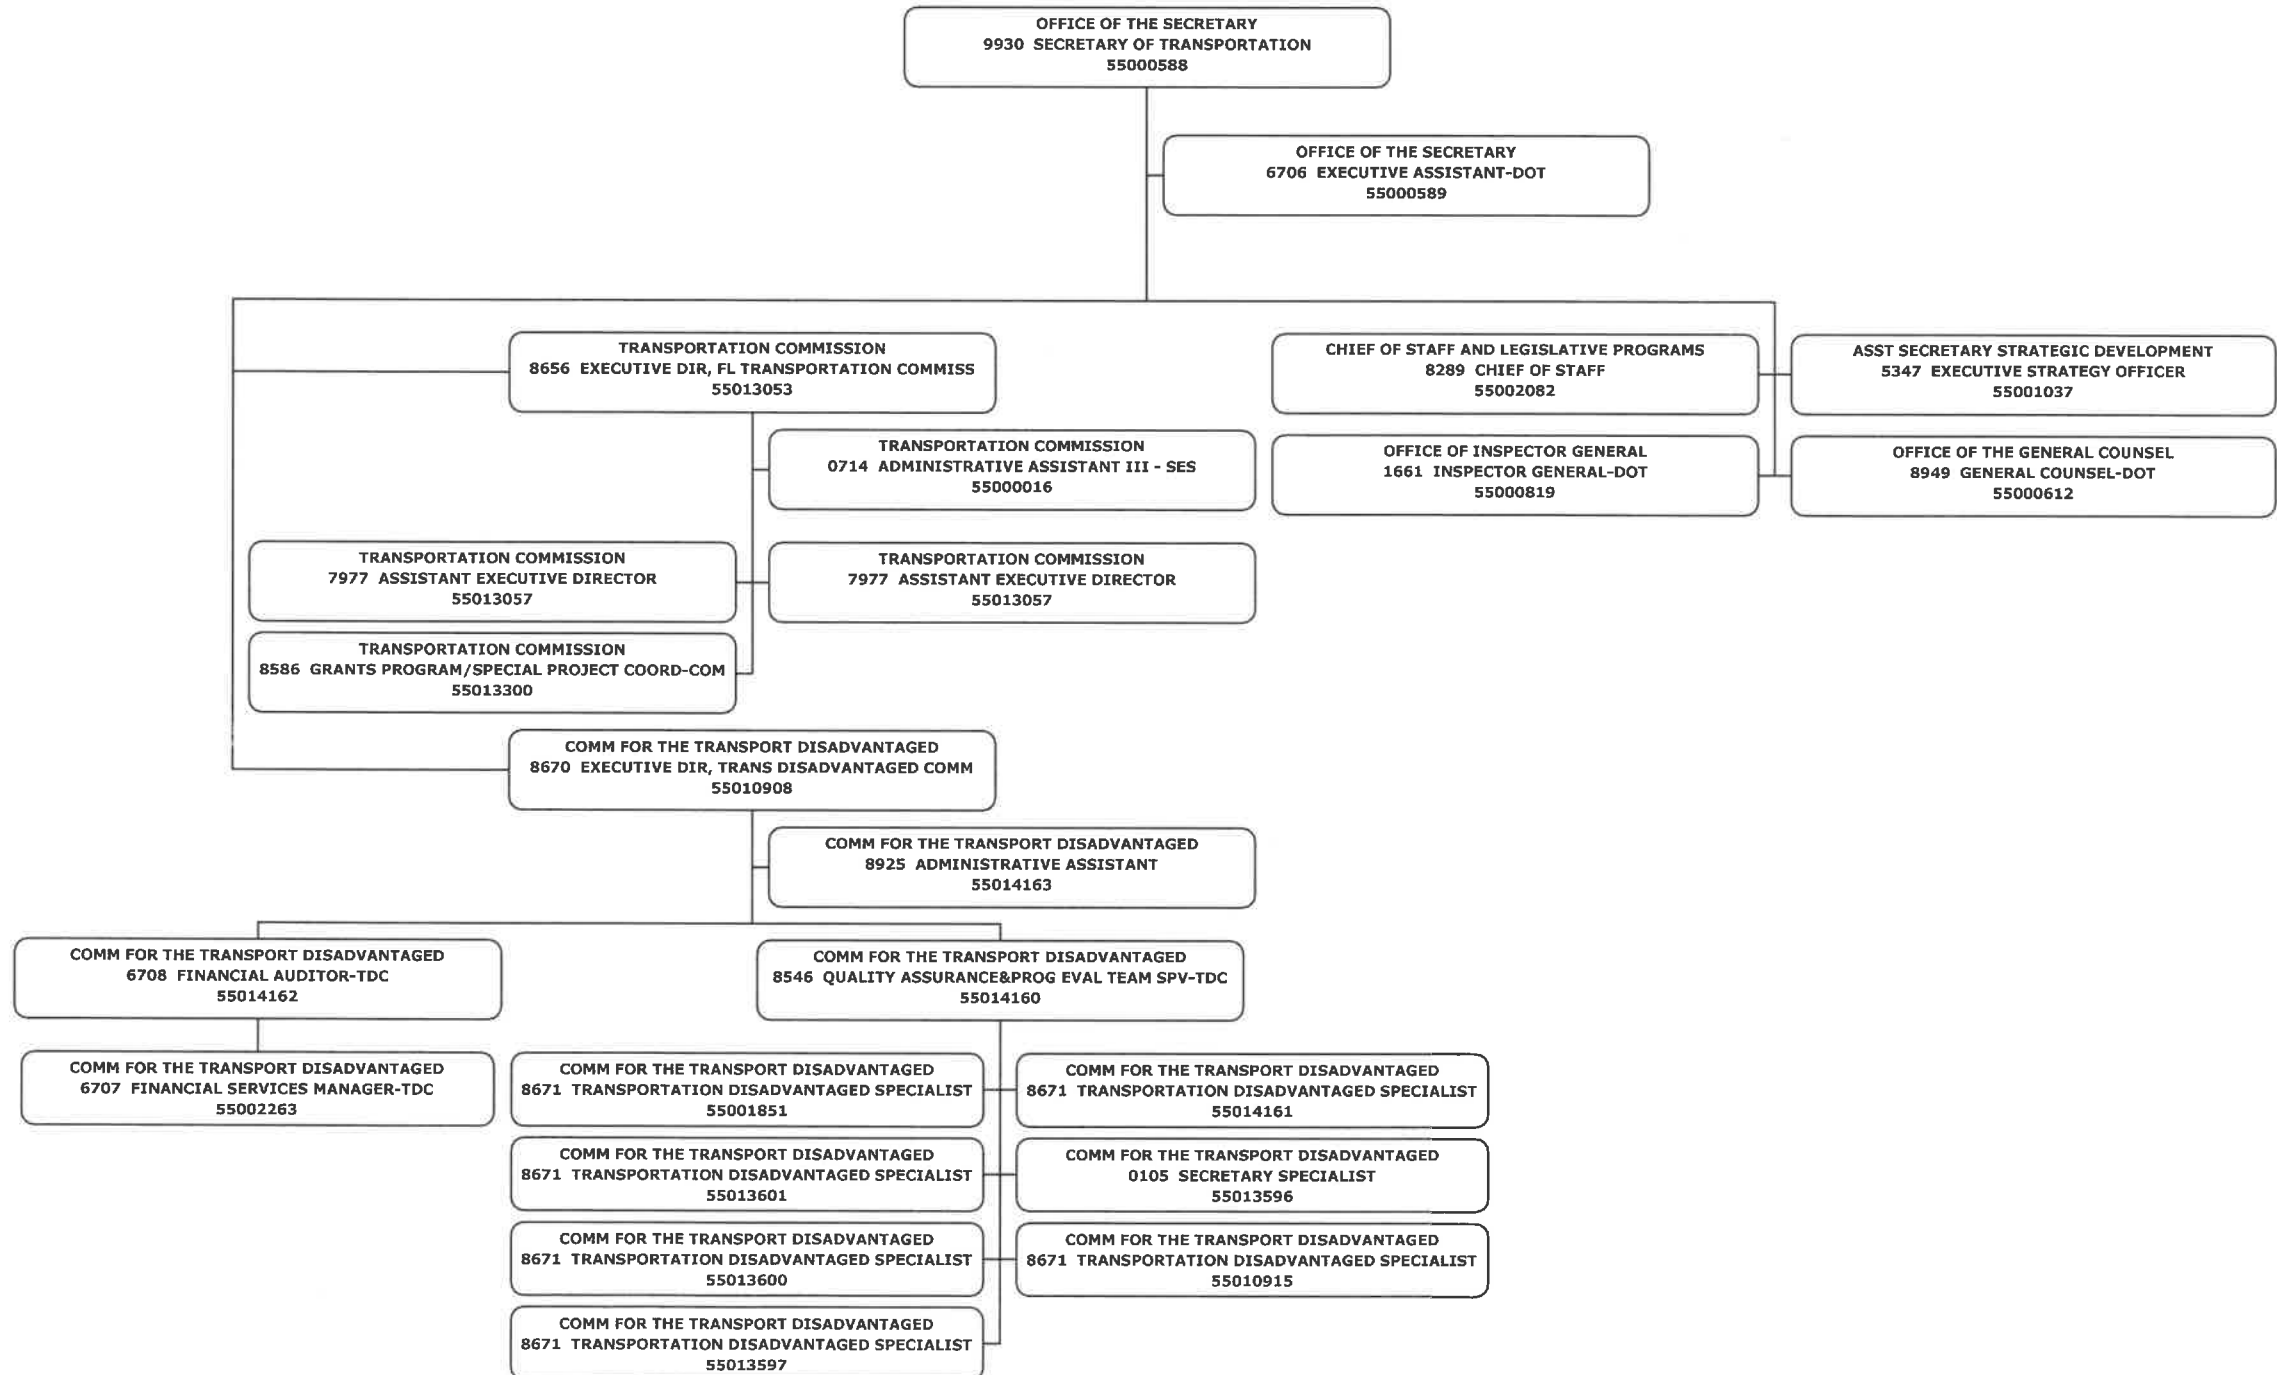 OFFICE OF THE SECRETARY
9930 SECRETARY OF TRANSPORTATION
55000588
OFFICE OF THE SECRETARY
6706 EXECUTIVE ASSISTANT-DOT
55000589
TRANSPORTATION COMMISSION
8656 EXECUTIVE DIR, FL TRANSPORTATION COMMISS
55013053
CHIEF OF STAFF AND LEGISLATIVE PROGRAMS
8289 CHIEF OF STAFF
55002082
ASST SECRETARY STRATEGIC DEVELOPMENT
5347 EXECUTIVE STRATEGY OFFICER
55001037
TRANSPORTATION COMMISSION
0714 ADMINISTRATIVE ASSISTANT III - SES
55000016
OFFICE OF INSPECTOR GENERAL
1661 INSPECTOR GENERAL-DOT
55000819
OFFICE OF THE GENERAL COUNSEL
8949 GENERAL COUNSEL-DOT
55000612
TRANSPORTATION COMMISSION
7977 ASSISTANT EXECUTIVE DIRECTOR
55013057
TRANSPORTATION COMMISSION
7977 ASSISTANT EXECUTIVE DIRECTOR
55013057
TRANSPORTATION COMMISSION
8586 GRANTS PROGRAM/SPECIAL PROJECT COORD-COM
55013300
COMM FOR THE TRANSPORT DISADVANTAGED
8670 EXECUTIVE DIR, TRANS DISADVANTAGED COMM
55010908
COMM FOR THE TRANSPORT DISADVANTAGED
8925 ADMINISTRATIVE ASSISTANT
55014163
COMM FOR THE TRANSPORT DISADVANTAGED
6708 FINANCIAL AUDITOR-TDC
55014162
COMM FOR THE TRANSPORT DISADVANTAGED
8546 QUALITY ASSURANCE&PROG EVAL TEAM SPV-TDC
55014160
COMM FOR THE TRANSPORT DISADVANTAGED
6707 FINANCIAL SERVICES MANAGER-TDC
55002263
COMM FOR THE TRANSPORT DISADVANTAGED
8671 TRANSPORTATION DISADVANTAGED SPECIALIST
55001851
COMM FOR THE TRANSPORT DISADVANTAGED
8671 TRANSPORTATION DISADVANTAGED SPECIALIST
55014161
COMM FOR THE TRANSPORT DISADVANTAGED
8671 TRANSPORTATION DISADVANTAGED SPECIALIST
55013601
COMM FOR THE TRANSPORT DISADVANTAGED
0105 SECRETARY SPECIALIST
55013596
COMM FOR THE TRANSPORT DISADVANTAGED
8671 TRANSPORTATION DISADVANTAGED SPECIALIST
55013600
COMM FOR THE TRANSPORT DISADVANTAGED
8671 TRANSPORTATION DISADVANTAGED SPECIALIST
55010915
COMM FOR THE TRANSPORT DISADVANTAGED
8671 TRANSPORTATION DISADVANTAGED SPECIALIST
55013597